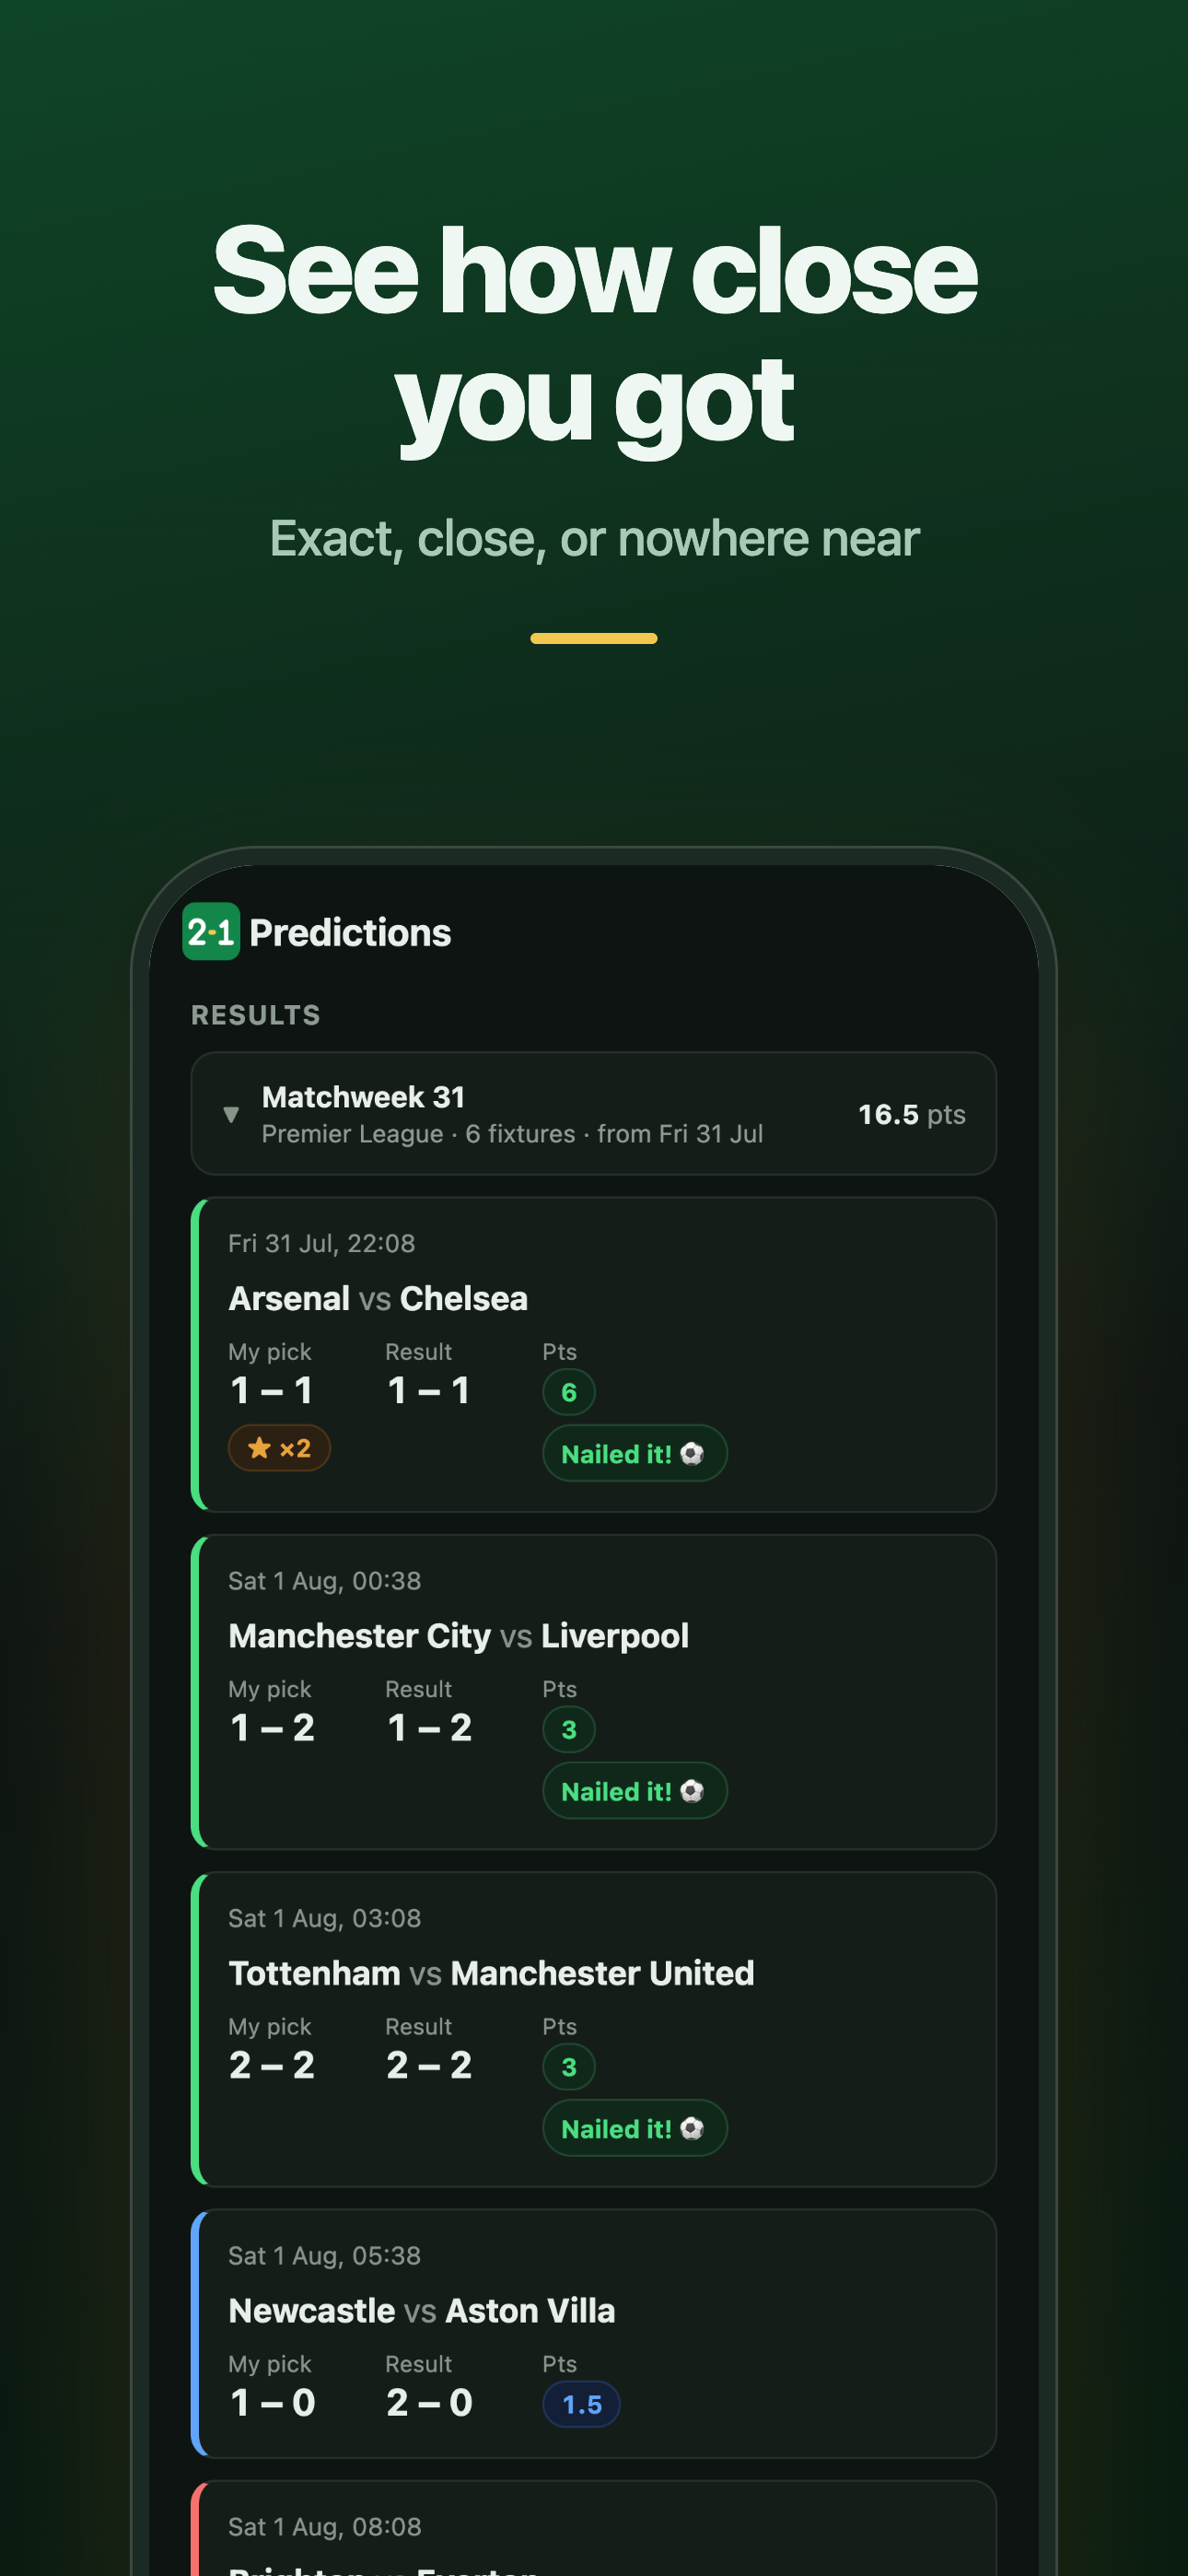 See how close
you got
Exact, close, or nowhere near
2-1 Predictions
RESULTS
▼ Matchweek 31
Premier League · 6 fixtures · from Fri 31 Jul
16.5 pts
Fri 31 Jul, 22:08
Arsenal vs Chelsea
My pick Result Pts
1 – 1 1 – 1 6
★ ×2 Nailed it! ⚽
Sat 1 Aug, 00:38
Manchester City vs Liverpool
My pick Result Pts
1 – 2 1 – 2 3
Nailed it! ⚽
Sat 1 Aug, 03:08
Tottenham vs Manchester United
My pick Result Pts
2 – 2 2 – 2 3
Nailed it! ⚽
Sat 1 Aug, 05:38
Newcastle vs Aston Villa
My pick Result Pts
1 – 0 2 – 0 1.5
Sat 1 Aug, 08:08